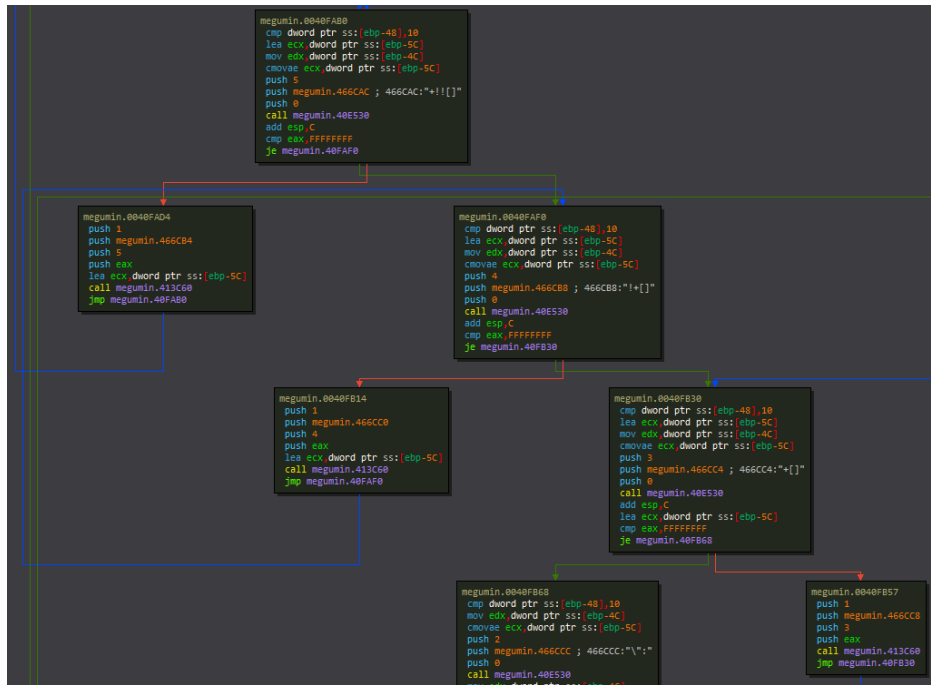 megumin.0040FAB0
cmp dword ptr ss:[ebp-48],10
lea ecx,dword ptr ss:[ebp-5C]
mov edx,dword ptr ss:[ebp-4C]
cmovae ecx,dword ptr ss:[ebp-5C]
push 5
push megumin.466CAC ; 466CAC:"+!![]"
push 0
call megumin.40E530
add esp,C
cmp eax,FFFFFFFF
je megumin.40FAF0
megumin.0040FAD4
push 1
push megumin.466CB4
push 5
push eax
lea ecx,dword ptr ss:[ebp-5C]
call megumin.413C60
jmp megumin.40FAB0
megumin.0040FAF0
cmp dword ptr ss:[ebp-48],10
lea ecx,dword ptr ss:[ebp-5C]
mov edx,dword ptr ss:[ebp-4C]
cmovae ecx,dword ptr ss:[ebp-5C]
push 4
push megumin.466CB8 ; 466CB8:"!+[]"
push 0
call megumin.40E530
add esp,C
cmp eax,FFFFFFFF
je megumin.40FB30
megumin.0040FB14
push 1
push megumin.466CC0
push 4
push eax
lea ecx,dword ptr ss:[ebp-5C]
call megumin.413C60
jmp megumin.40FAF0
megumin.0040FB30
cmp dword ptr ss:[ebp-48],10
lea ecx,dword ptr ss:[ebp-5C]
mov edx,dword ptr ss:[ebp-4C]
cmovae ecx,dword ptr ss:[ebp-5C]
push 3
push megumin.466CC4 ; 466CC4:"+[]"
push 0
call megumin.40E530
add esp,C
lea ecx,dword ptr ss:[ebp-5C]
cmp eax,FFFFFFFF
je megumin.40FB68
megumin.0040FB68
cmp dword ptr ss:[ebp-48],10
mov edx,dword ptr ss:[ebp-4C]
cmovae ecx,dword ptr ss:[ebp-5C]
push 2
push megumin.466CCC ; 466CCC:"\":"
push 0
call megumin.40E530
megumin.0040FB57
push 1
push megumin.466CC8
push 3
push eax
call megumin.413C60
jmp megumin.40FB30